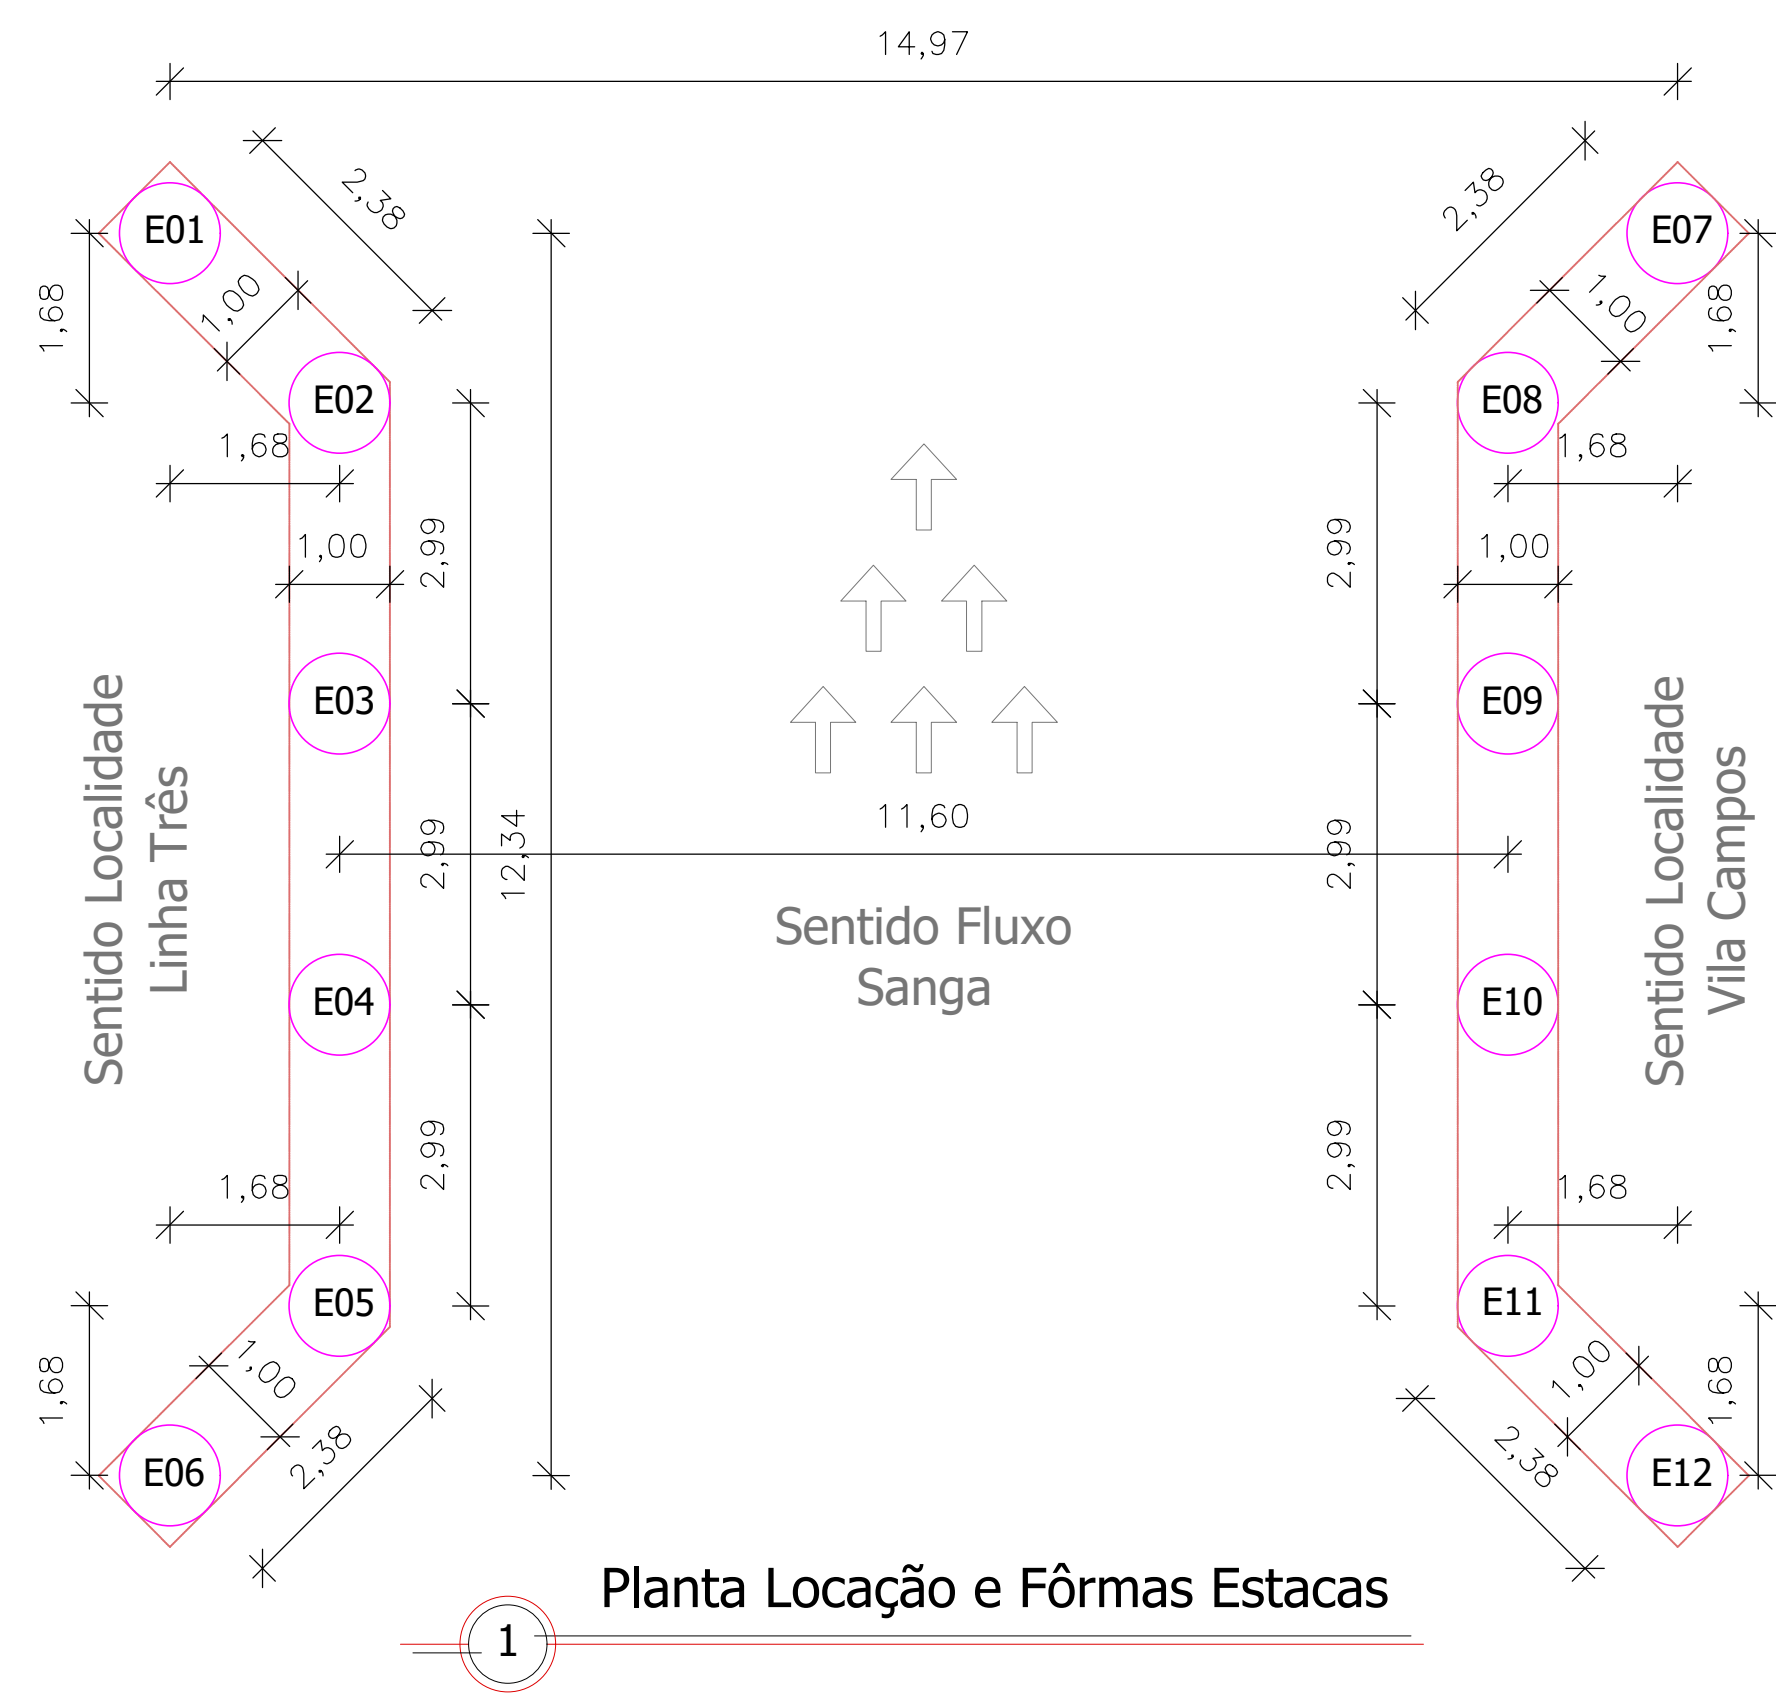 14,97
2,38
2,38
E01
E07
1,00
1,00
1,68
1,68
E02
E08
1,68
1,68
2,99
2,99
1,00
1,00
E03
E09
Sentido Localidade
Linha Três
2,99
12,34
11,60
2,99
Sentido Localidade
Vila Campos
Sentido Fluxo
Sanga
E04
E10
2,99
2,99
1,68
1,68
E05
E11
1,00
1,00
1,68
1,68
2,38
2,38
E06
E12
Planta Locação e Fôrmas Estacas
1